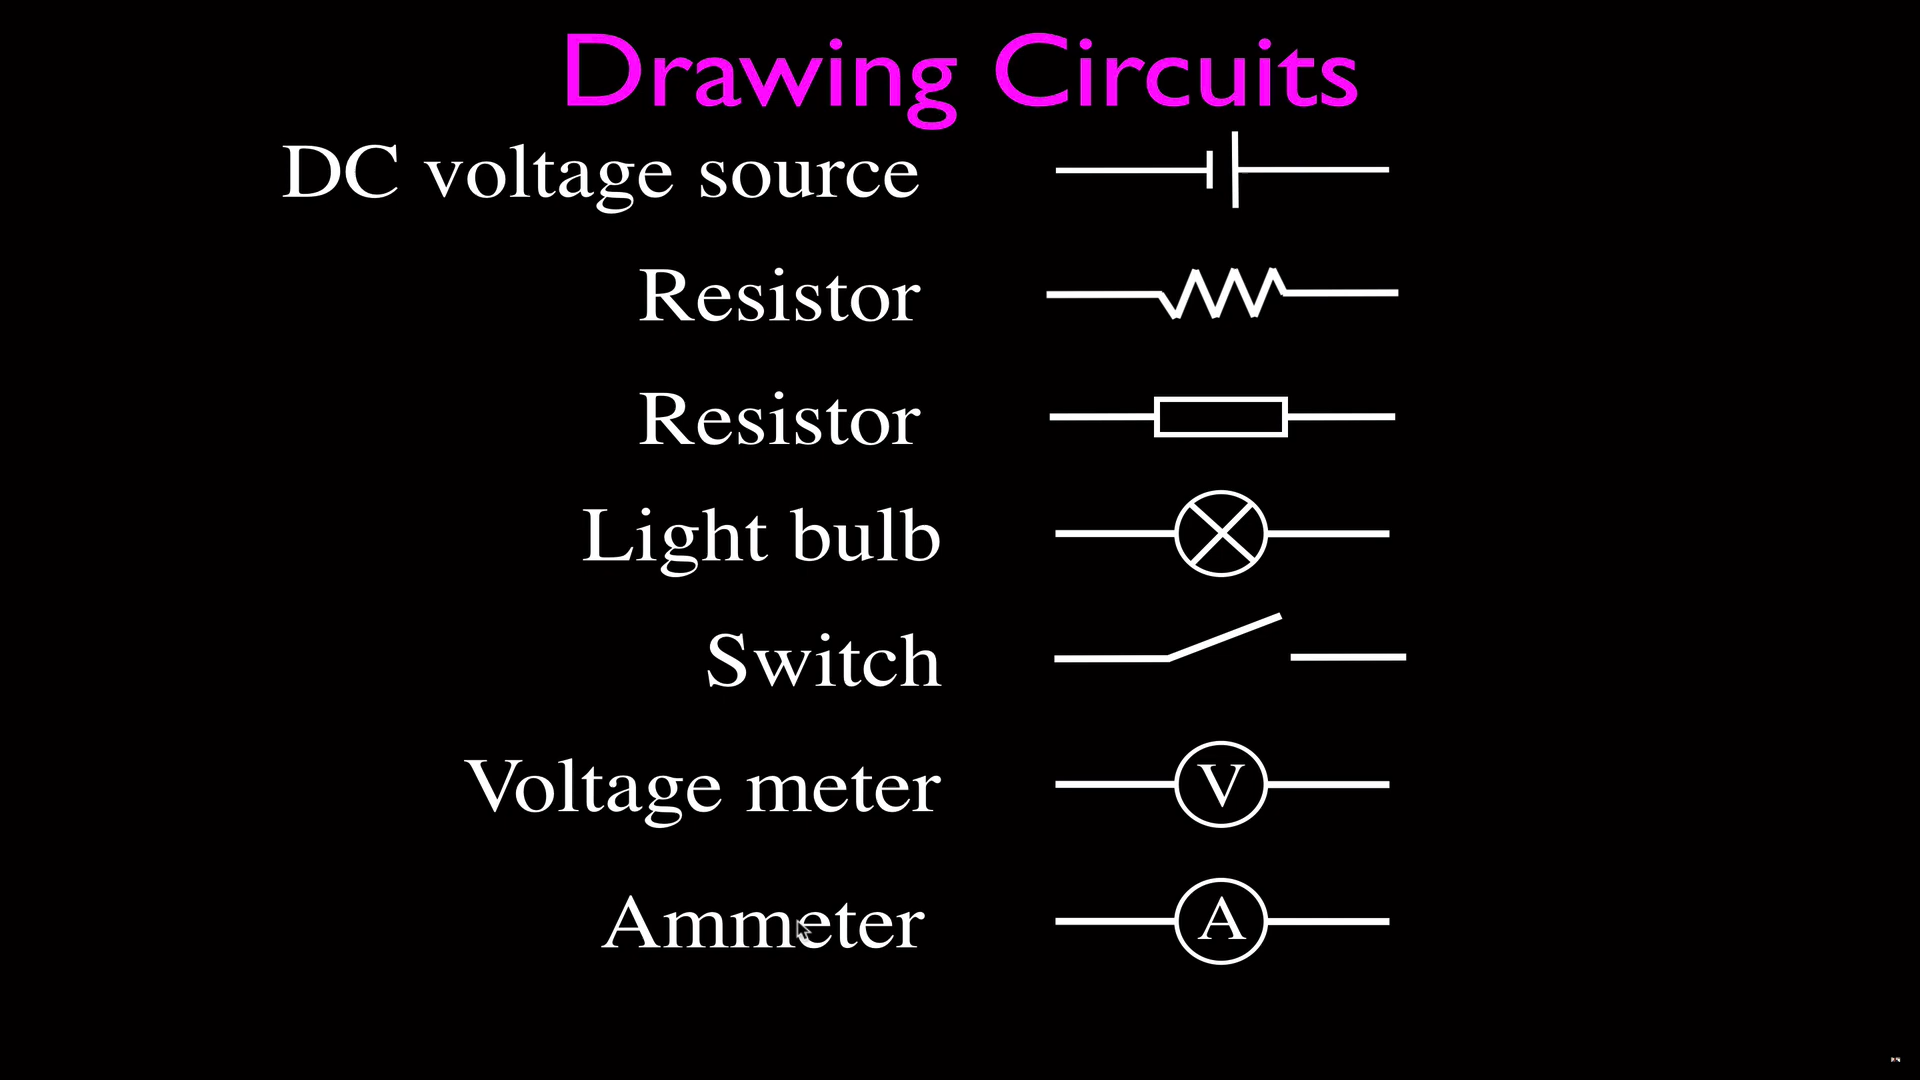 Drawing Circuits
DC voltage source
Resistor
Resistor
Light bulb
Switch
Voltage meter
V
Ammeter
A